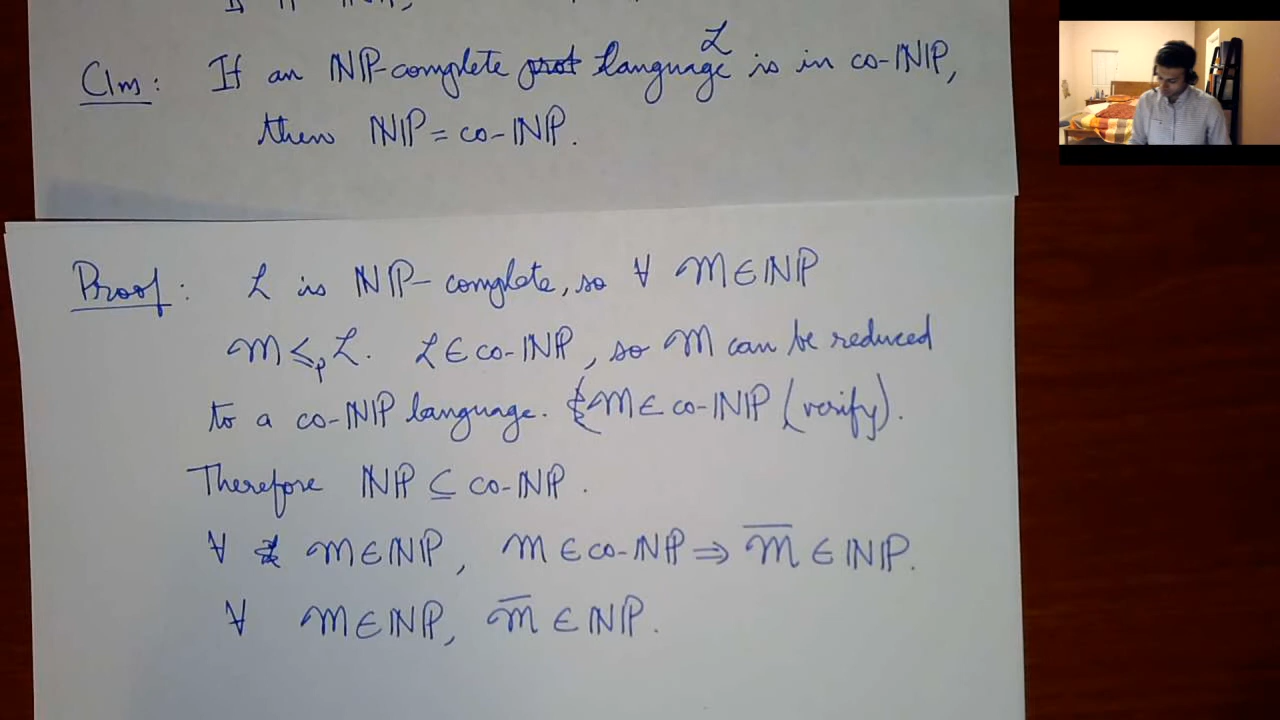 If
Clm: If an NP-complete language L is in co-NP,
then NP = co-NP.
Proof: L is NP-complete, so ∀ M ∈ NP
M ≤p L. L ∈ co-NP, so M can be reduced
to a co-NP language. M ∈ co-NP (verify).
Therefore NP ⊆ co-NP.
∀ M ∈ NP, M ∈ co-NP ⇒ M̅ ∈ NP.
∀ M ∈ NP, M̅ ∈ NP.